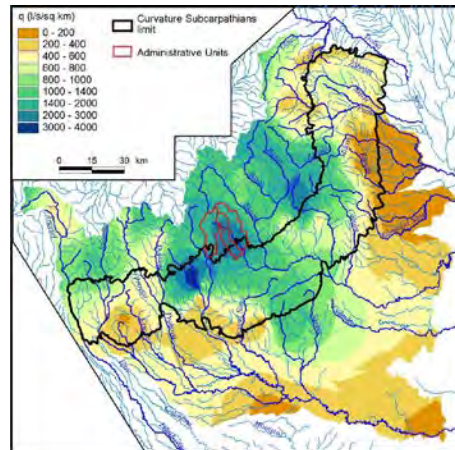 q (l/s/sq km)
0 - 200
200 - 400
400 - 600
600 - 800
800 - 1000
1000 - 1400
1400 - 2000
2000 - 3000
3000 - 4000
Curvature Subcarpathians
limit
Administrative Units
0 15 30 km